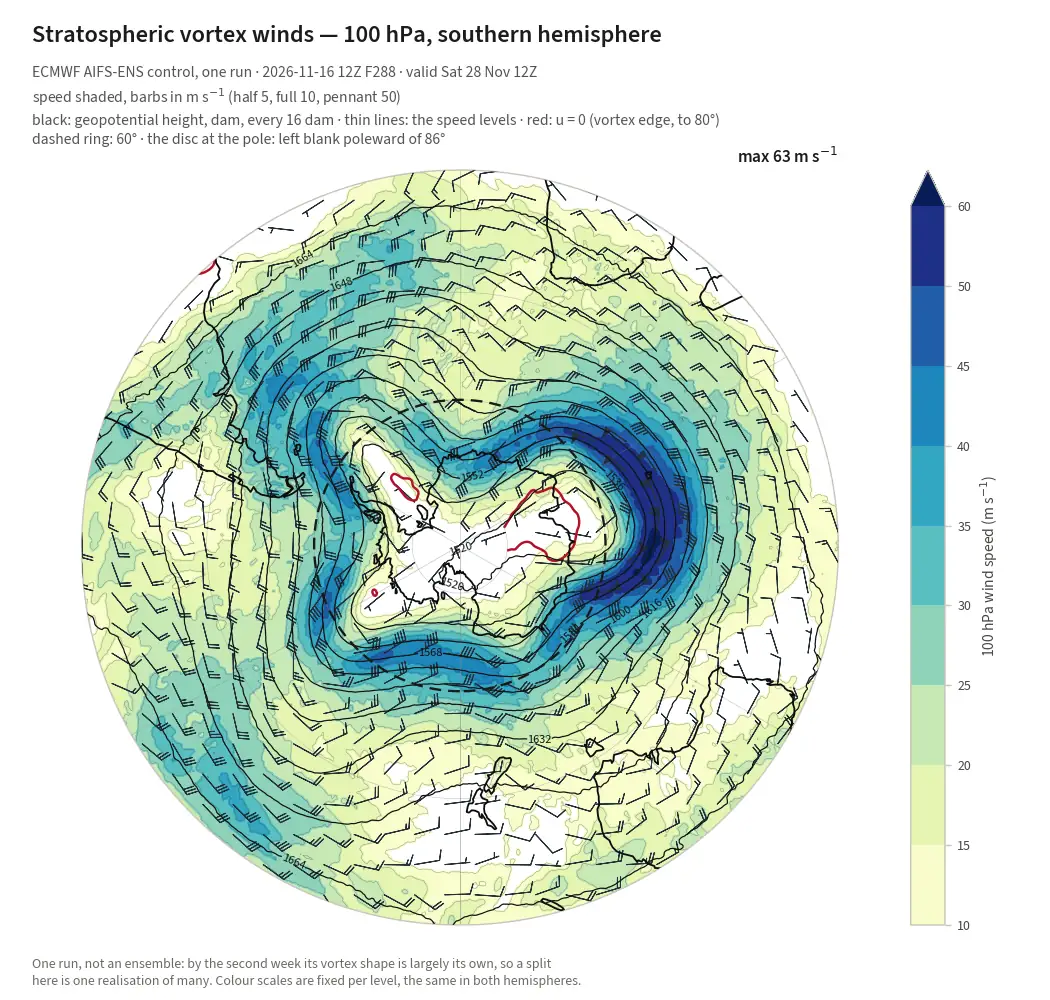 Stratospheric vortex winds — 100 hPa, southern hemisphere
ECMWF AIFS-ENS control, one run · 2026-11-16 12Z F288 · valid Sat 28 Nov 12Z
speed shaded, barbs in m s⁻¹ (half 5, full 10, pennant 50)
black: geopotential height, dam, every 16 dam · thin lines: the speed levels · red: u = 0 (vortex edge, to 80°)
dashed ring: 60° · the disc at the pole: left blank poleward of 86°
max 63 m s⁻¹
60
50
45
40
35
30
25
20
15
10
100 hPa wind speed (m s⁻¹)
1664
1648
1552
1520
1520
1600
1568
1632
1664
One run, not an ensemble: by the second week its vortex shape is largely its own, so a split
here is one realisation of many. Colour scales are fixed per level, the same in both hemispheres.